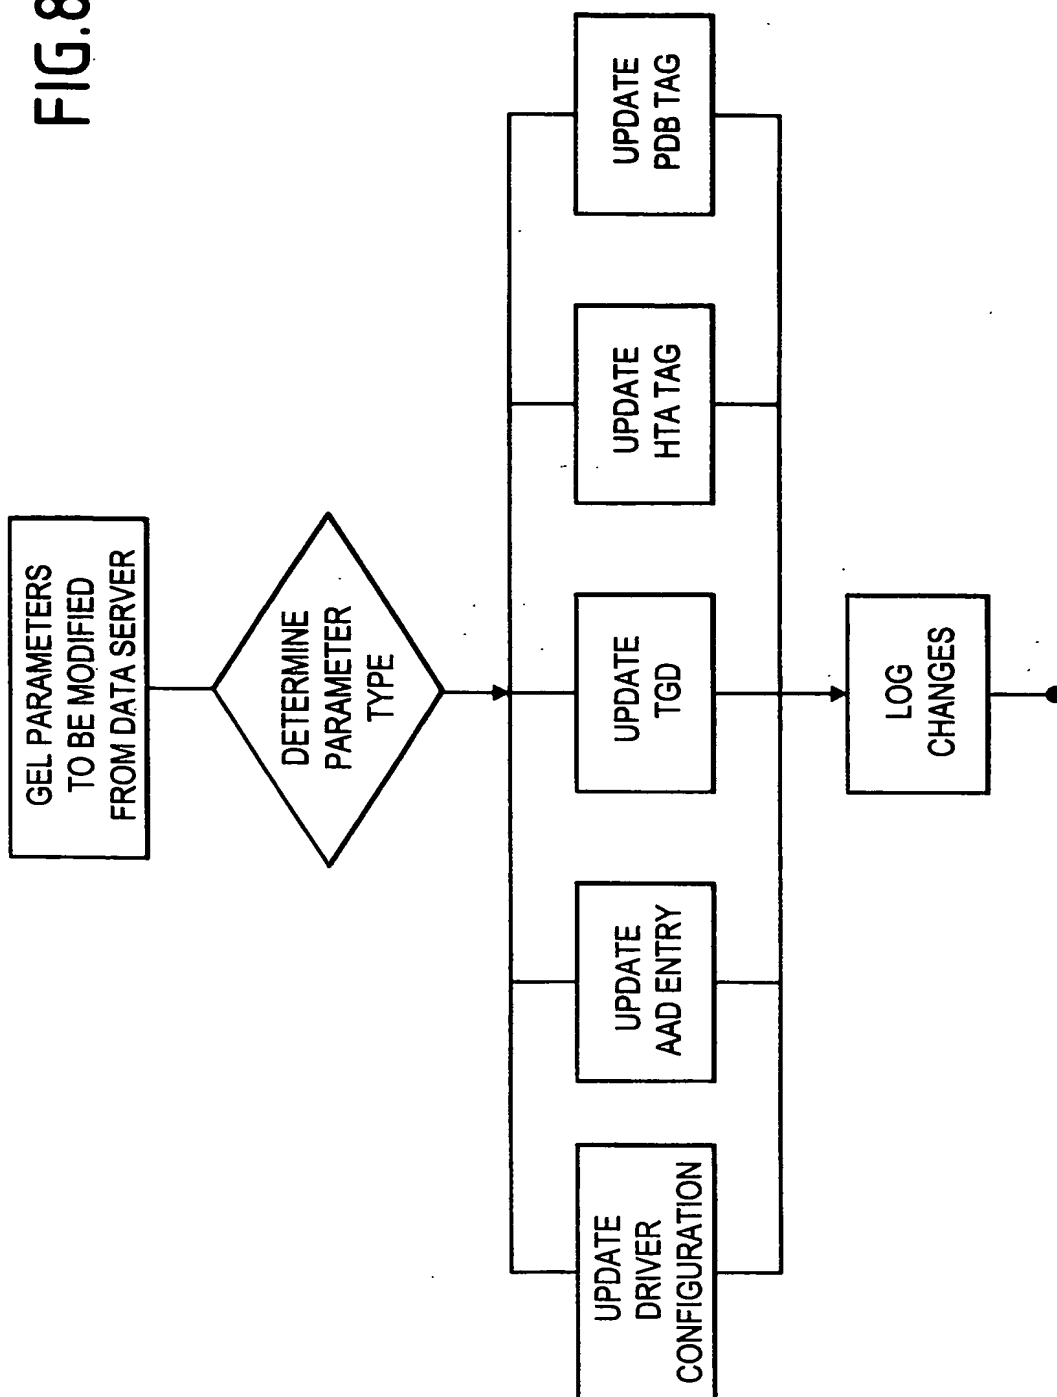 FIG.8
GEL PARAMETERS
TO BE MODIFIED
FROM DATA SERVER
DETERMINE
PARAMETER
TYPE
UPDATE
DRIVER
CONFIGURATION
UPDATE
AAD ENTRY
UPDATE
TGD
UPDATE
HTA TAG
UPDATE
PDB TAG
LOG
CHANGES